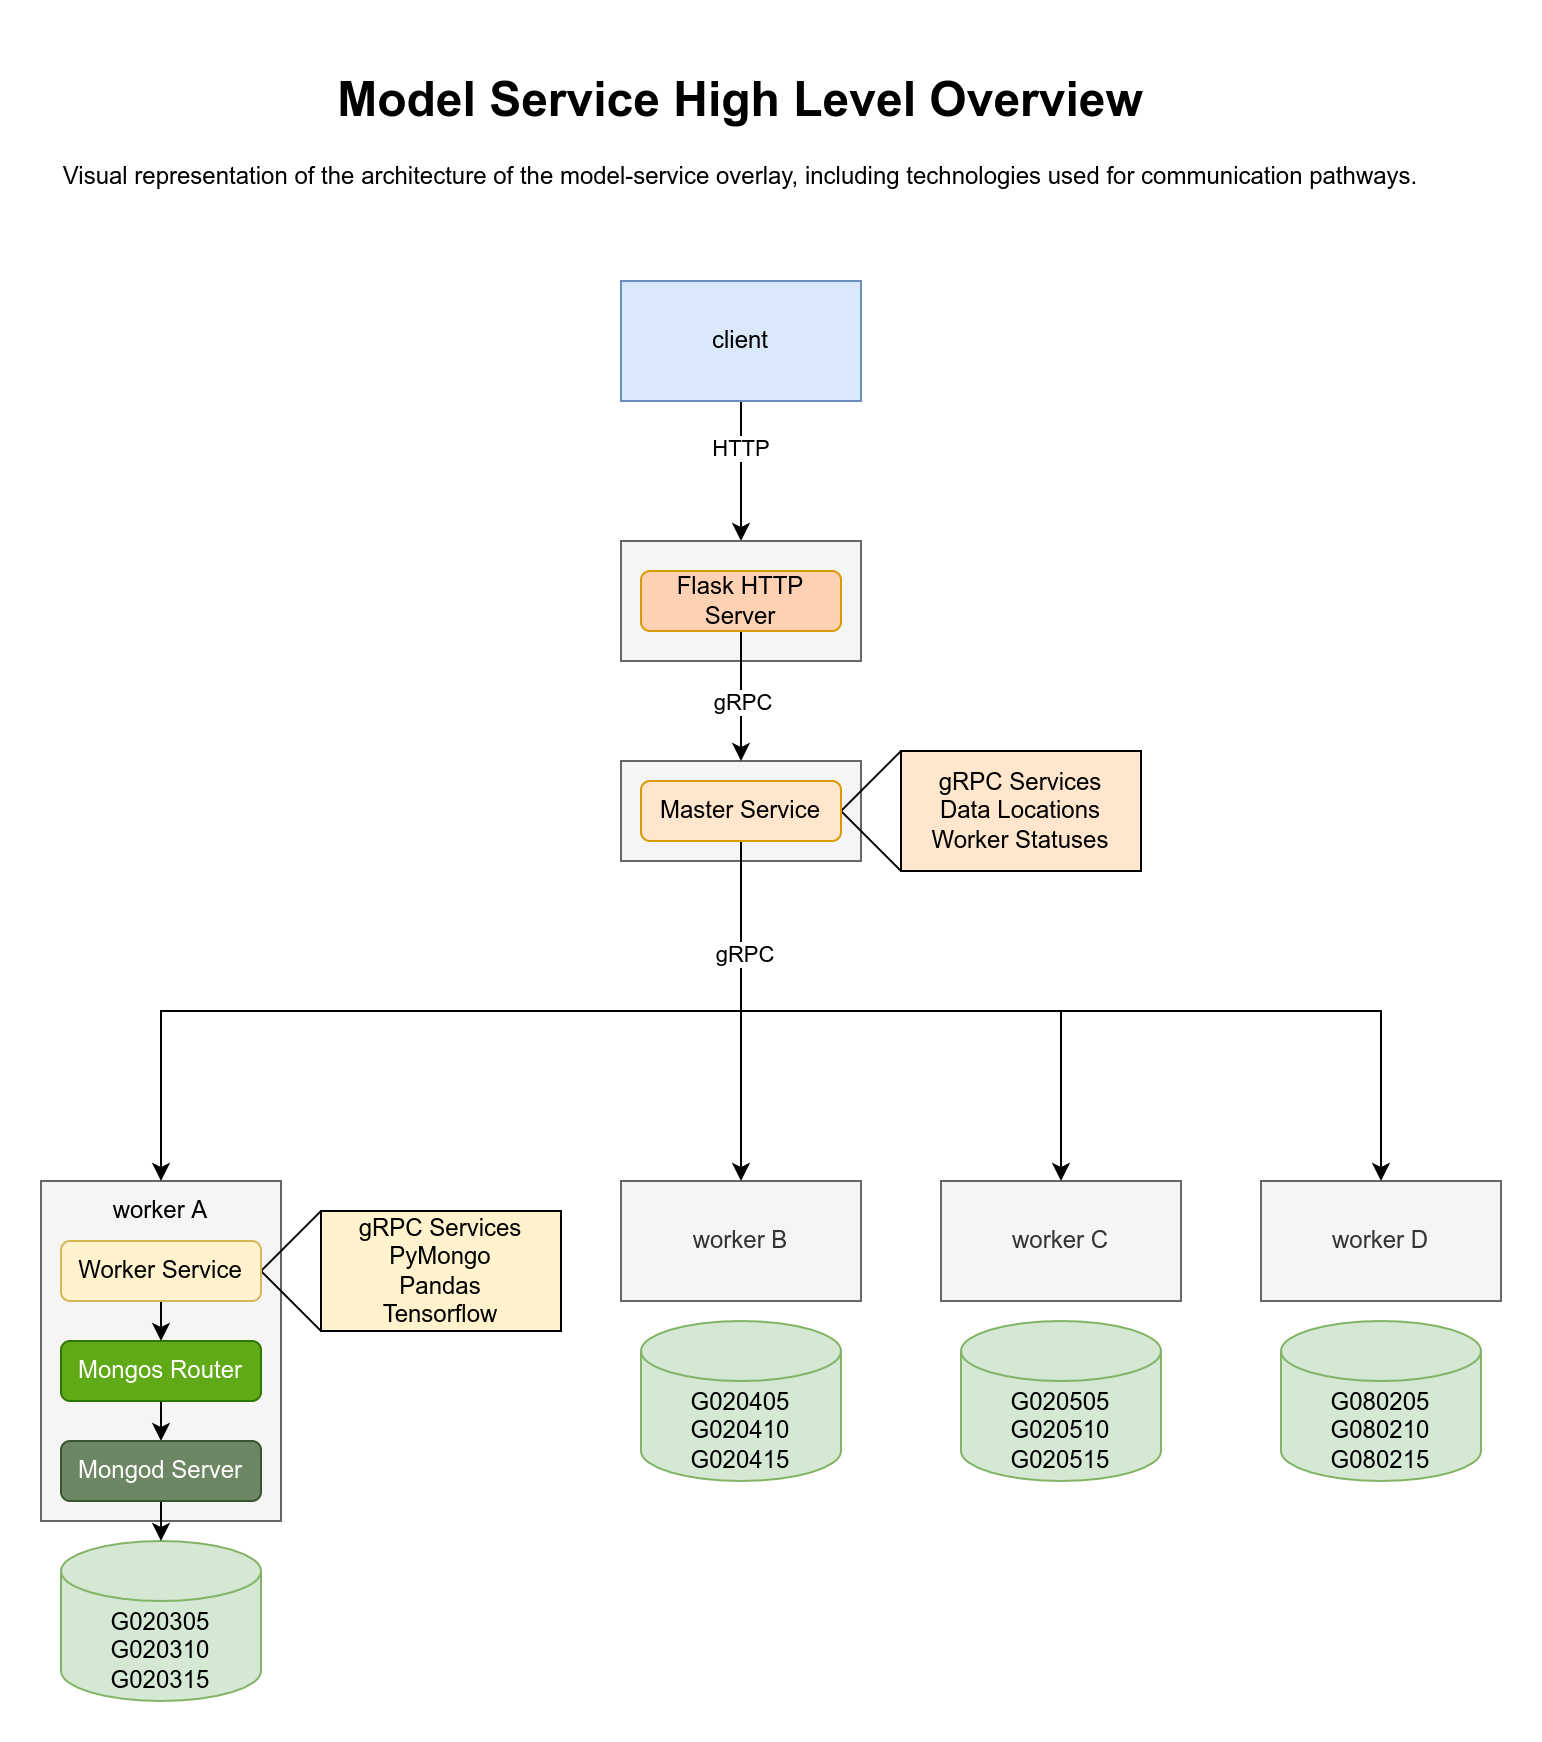 Model Service High Level Overview
Visual representation of the architecture of the model-service overlay, including technologies used for communication pathways.
client
HTTP
Flask HTTP
Server
gRPC
Master Service
gRPC Services
Data Locations
Worker Statuses
gRPC
worker A
Worker Service
Mongos Router
Mongod Server
gRPC Services
PyMongo
Pandas
Tensorflow
G020305
G020310
G020315
worker B
G020405
G020410
G020415
worker C
G020505
G020510
G020515
worker D
G080205
G080210
G080215